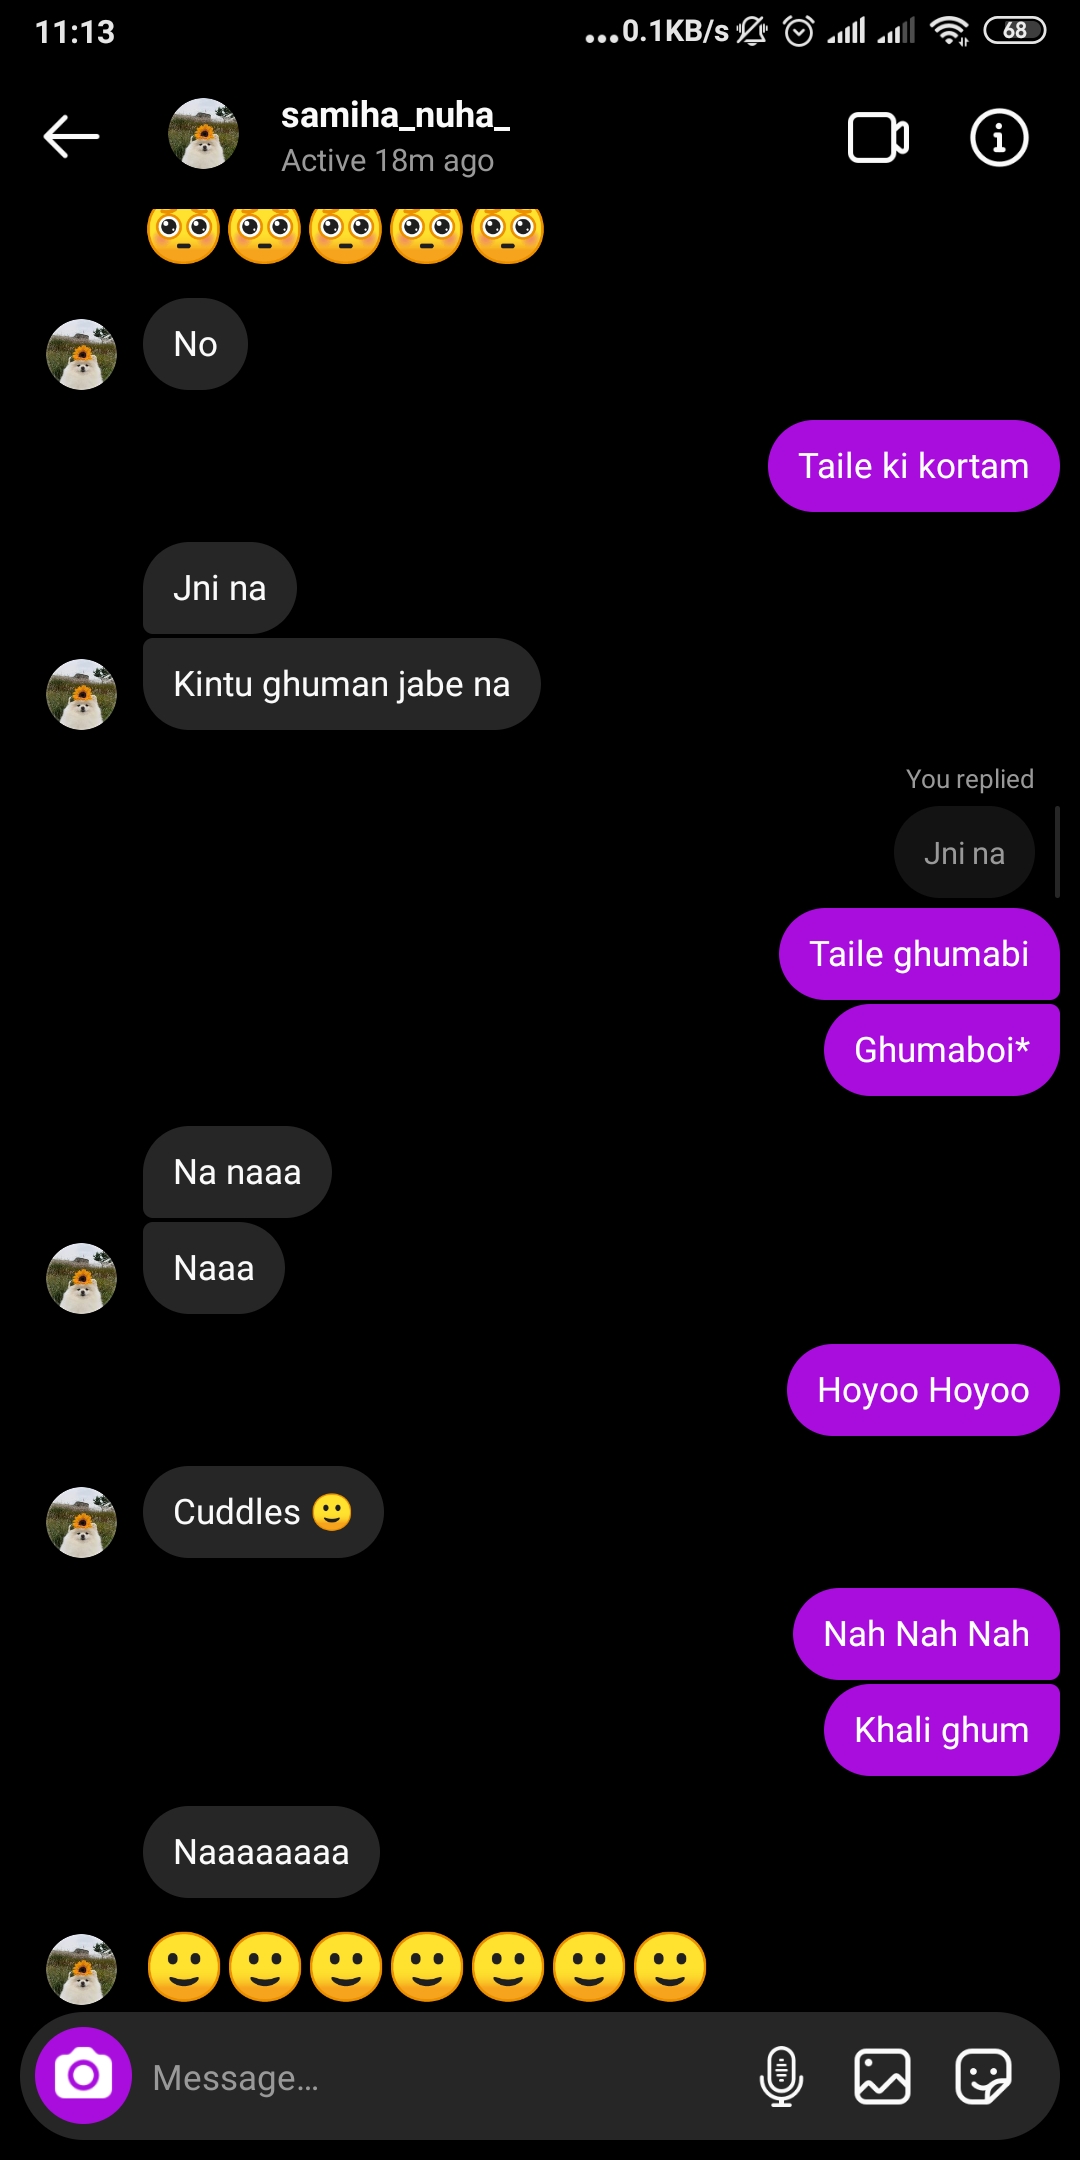 11:13
...0.1KB/s
68
samiha_nuha_
Active 18m ago
🥺🥺🥺🥺🥺
No
Taile ki kortam
Jni na
Kintu ghuman jabe na
You replied
Jni na
Taile ghumabi
Ghumaboi*
Na naaa
Naaa
Hoyoo Hoyoo
Cuddles 🙂
Nah Nah Nah
Khali ghum
Naaaaaaaa
🙂🙂🙂🙂🙂🙂🙂
Message...